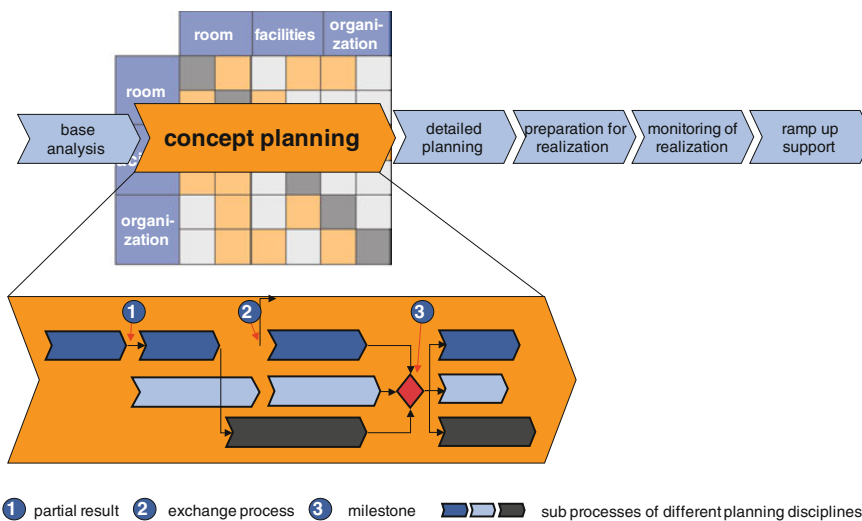 room
facilities
organi-
zation
room
base
analysis
concept planning
detailed
planning
preparation for
realization
monitoring of
realization
ramp up
support
organi-
zation
1
2
3
1 partial result
2 exchange process
3 milestone
sub processes of different planning disciplines